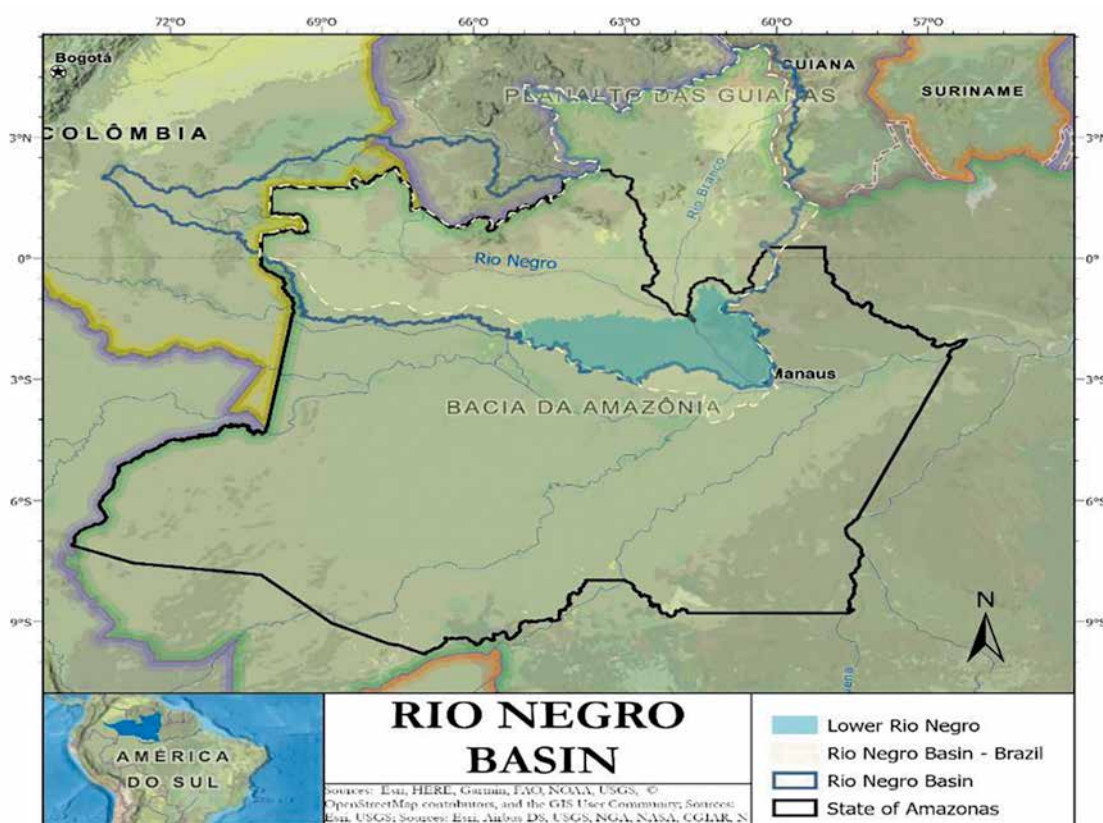 72°W 69°W 66°W 63°W 60°W 57°W
Bogotá
GUIANA
PLANALTO DAS GUIANAS
SURINAME
COLÔMBIA
3°N 3°N
Rio Branco
Rio Negro
0° 0°
Manaus
3°S 3°S
BACIA DA AMAZÔNIA
6°S 6°S
N
9°S 9°S
ena
RIO NEGRO
BASIN
AMÉRICA
DO SUL
Lower Rio Negro
Rio Negro Basin - Brazil
Rio Negro Basin
State of Amazonas
Sources: Esri, HERE, Garmin, FAO, NOAA, USGS, ©
OpenStreetMap contributors, and the GIS User Community; Sources:
Esri, USGS; Sources: Esri, Airbus DS, USGS, NGA, NASA, CGIAR, N